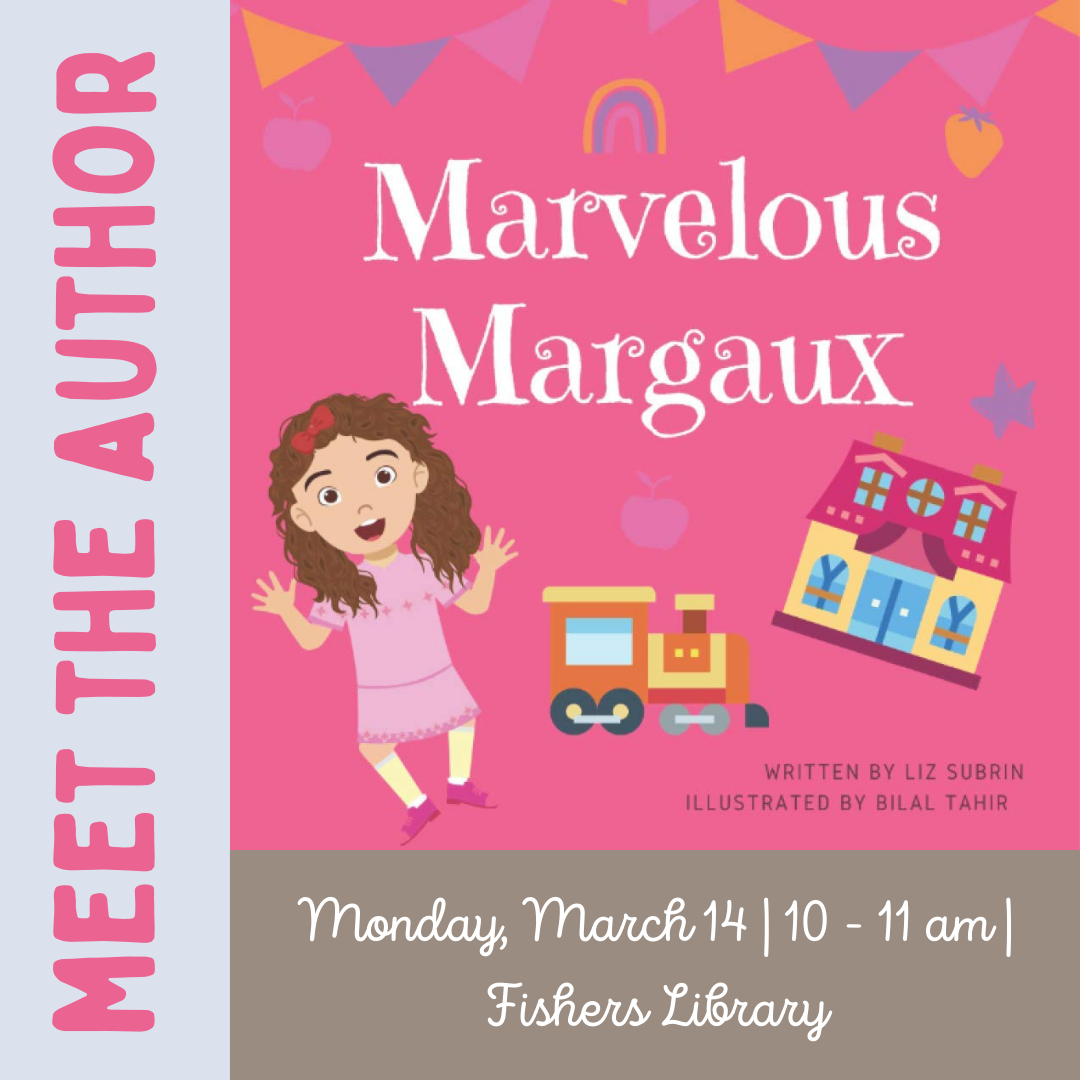 MEET THE AUTHOR
Marvelous
Margaux
WRITTEN BY LIZ SUBRIN
ILLUSTRATED BY BILAL TAHIR
Monday, March 14 | 10 - 11 am |
Fishers Library